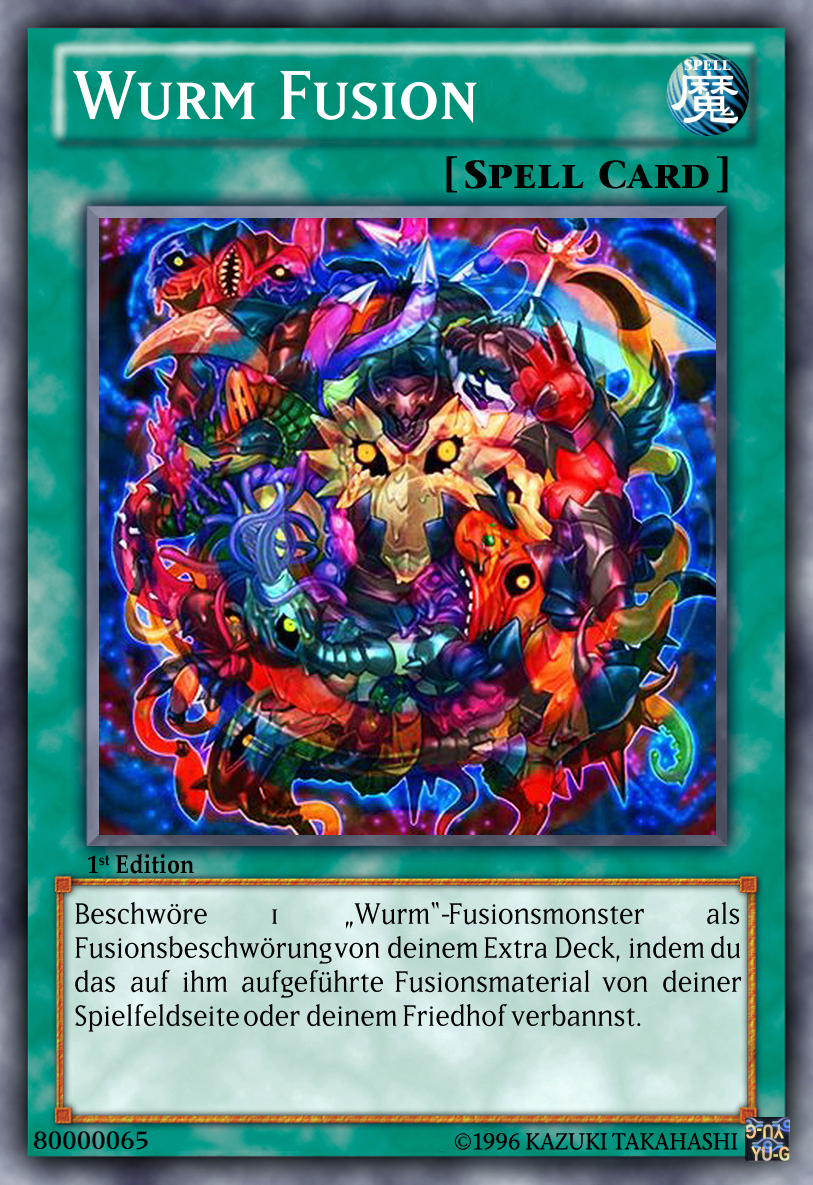 Wurm Fusion
SPELL
魔
[Spell Card]
1st Edition
Beschwöre 1 „Wurm“-Fusionsmonster als
Fusionsbeschwörung von deinem Extra Deck, indem du
das auf ihm aufgeführte Fusionsmaterial von deiner
Spielfeldseite oder deinem Friedhof verbannst.
80000065
©1996 KAZUKI TAKAHASHI
YU-G
YU-G